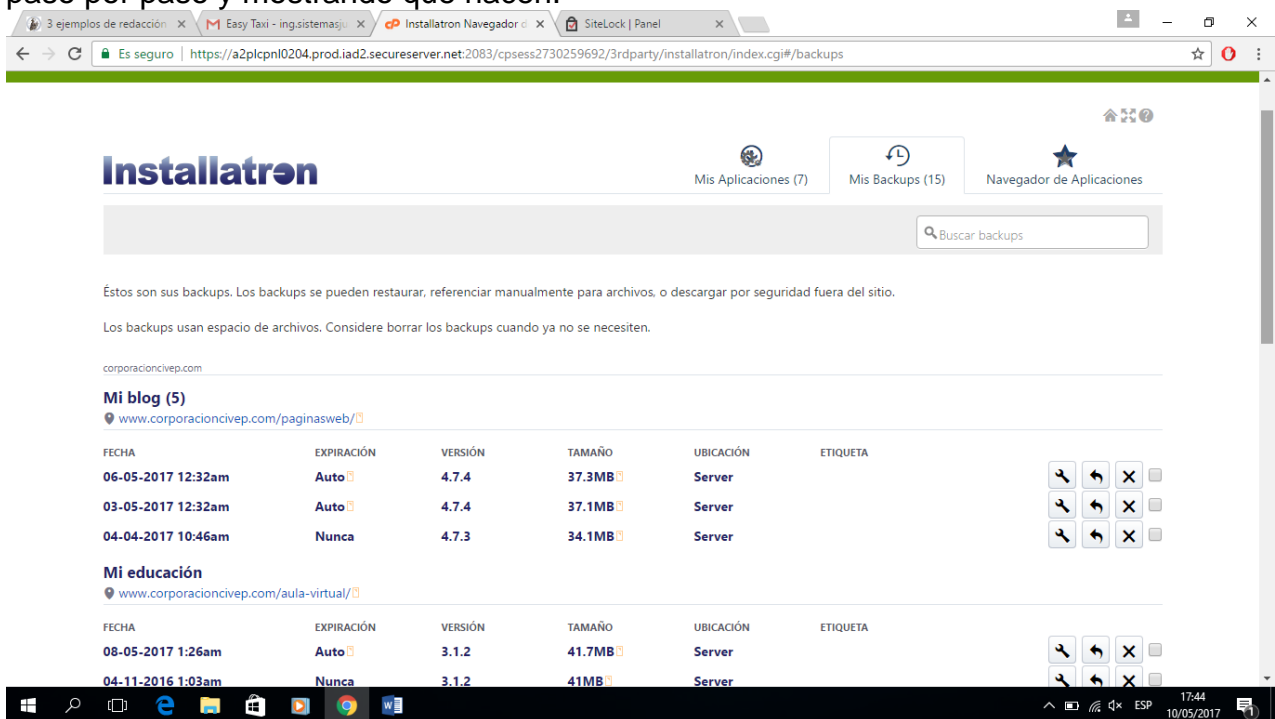 paso por paso y mostrando que hacen.
3 ejemplos de redacción
Easy Taxi - ing.sistemasju
Installatron Navegador d
SiteLock | Panel
Es seguro | https://a2plcpnl0204.prod.iad2.secureserver.net:2083/cpsess2730259692/3rdparty/installatron/index.cgi#/backups
Installatron
Mis Aplicaciones (7) Mis Backups (15) Navegador de Aplicaciones
Buscar backups
Éstos son sus backups. Los backups se pueden restaurar, referenciar manualmente para archivos, o descargar por seguridad fuera del sitio.
Los backups usan espacio de archivos. Considere borrar los backups cuando ya no se necesiten.
corporacioncivep.com
Mi blog (5)
www.corporacioncivep.com/paginasweb/
FECHA EXPIRACIÓN VERSIÓN TAMAÑO UBICACIÓN ETIQUETA
06-05-2017 12:32am Auto 4.7.4 37.3MB Server
03-05-2017 12:32am Auto 4.7.4 37.1MB Server
04-04-2017 10:46am Nunca 4.7.3 34.1MB Server
Mi educación
www.corporacioncivep.com/aula-virtual/
FECHA EXPIRACIÓN VERSIÓN TAMAÑO UBICACIÓN ETIQUETA
08-05-2017 1:26am Auto 3.1.2 41.7MB Server
04-11-2016 1:03am Nunca 3.1.2 41MB Server
ESP
17:44
10/05/2017
1